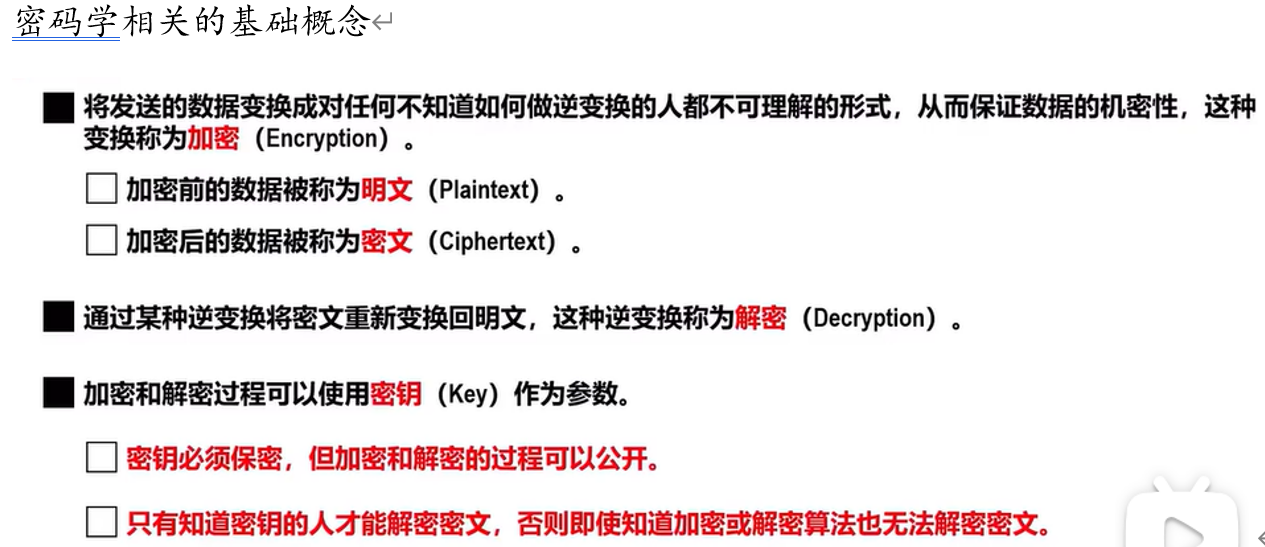 密码学相关的基础概念
将发送的数据变换成对任何不知道如何做逆变换的人都不可理解的形式，从而保证数据的机密性，这种
变换称为加密（Encryption）。
加密前的数据被称为明文（Plaintext）。
加密后的数据被称为密文（Ciphertext）。
通过某种逆变换将密文重新变换回明文，这种逆变换称为解密（Decryption）。
加密和解密过程可以使用密钥（Key）作为参数。
密钥必须保密，但加密和解密的过程可以公开。
只有知道密钥的人才能解密密文，否则即使知道加密或解密算法也无法解密密文。